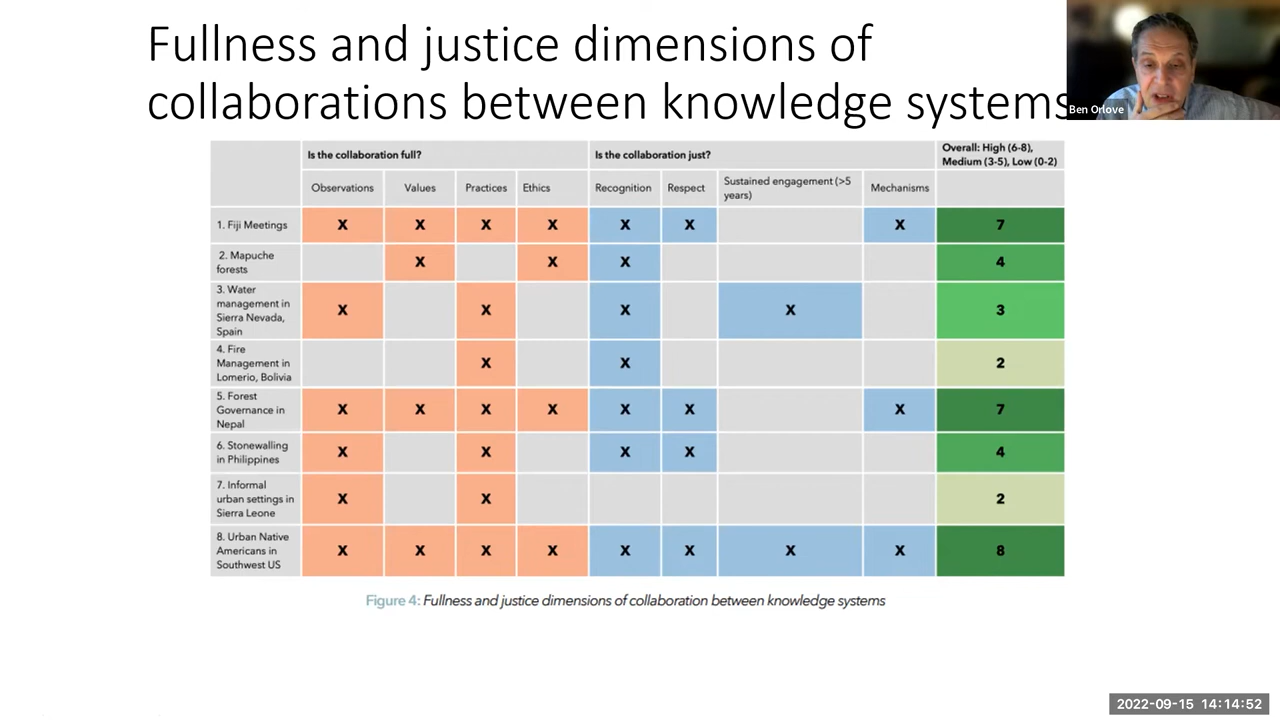 Fullness and justice dimensions of
collaborations between knowledge systems
Ben Orlove
Is the collaboration full?
Is the collaboration just?
Overall: High (6-8),
Medium (3-5), Low (0-2)
Observations
Values
Practices
Ethics
Recognition
Respect
Sustained engagement (>5
years)
Mechanisms
1. Fiji Meetings
X X X X X X X 7
2. Mapuche
forests
X X X 4
3. Water
management in
Sierra Nevada,
Spain
X X X X 3
4. Fire
Management in
Lomerio, Bolivia
X X 2
5. Forest
Governance in
Nepal
X X X X X X X 7
6. Stonewalling
in Philippines
X X X X 4
7. Informal
urban settings in
Sierra Leone
X X 2
8. Urban Native
Americans in
Southwest US
X X X X X X X X 8
Figure 4: Fullness and justice dimensions of collaboration between knowledge systems
2022-09-15 14:14:52